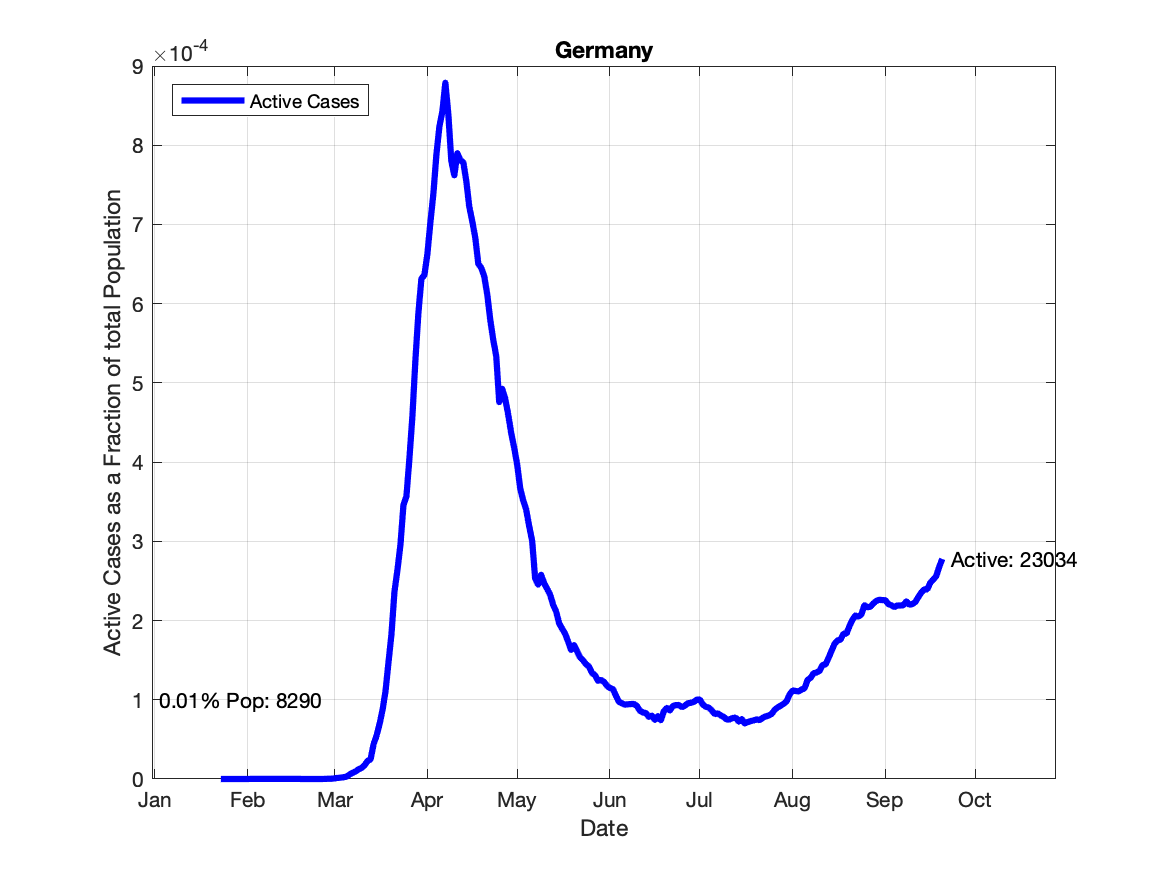 Germany
×10-4
9
8
7
6
5
4
3
2
1
0
Active Cases as a Fraction of total Population
Active Cases
Active: 23034
0.01% Pop: 8290
Jan Feb Mar Apr May Jun Jul Aug Sep Oct
Date